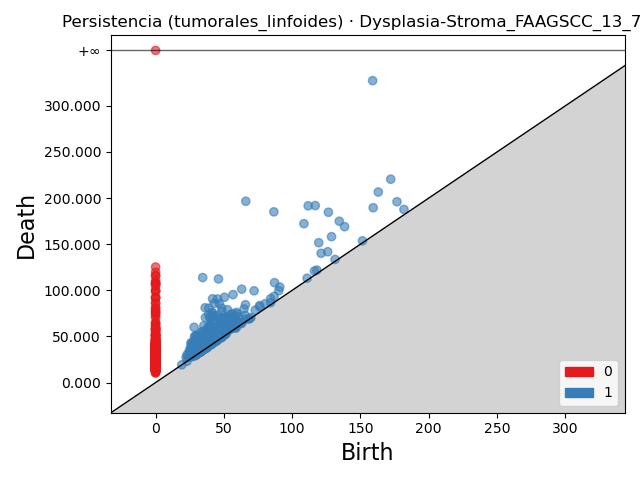 Persistencia (tumorales_linfoides) · Dysplasia-Stroma_FAAGSCC_13_7
+∞
300.000
250.000
200.000
150.000
100.000
50.000
0.000
Death
0
1
0 50 100 150 200 250 300
Birth